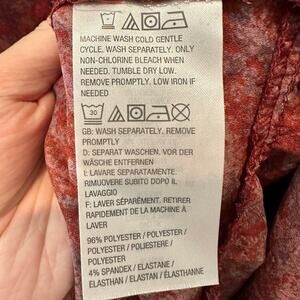 MACHINE WASH COLD GENTLE
CYCLE. WASH SEPARATELY. ONLY
NON-CHLORINE BLEACH WHEN
NEEDED. TUMBLE DRY LOW.
REMOVE PROMPTLY. LOW IRON IF
NEEDED
30
GB: WASH SEPARATELY. REMOVE
PROMPTLY
D: SEPARAT WASCHEN. VOR DER
WÄSCHE ENTFERNEN
I: LAVARE SEPARATAMENTE.
RIMUOVERE SUBITO DOPO IL
LAVAGGIO
F: LAVER SÉPARÉMENT. RETIRER
RAPIDEMENT DE LA MACHINE À
LAVER
96% POLYESTER / POLYESTER /
POLYESTER / POLIESTERE /
POLYESTER
4% SPANDEX / ELASTANE /
ELASTHAN / ELASTAN / ÉLASTHANNE